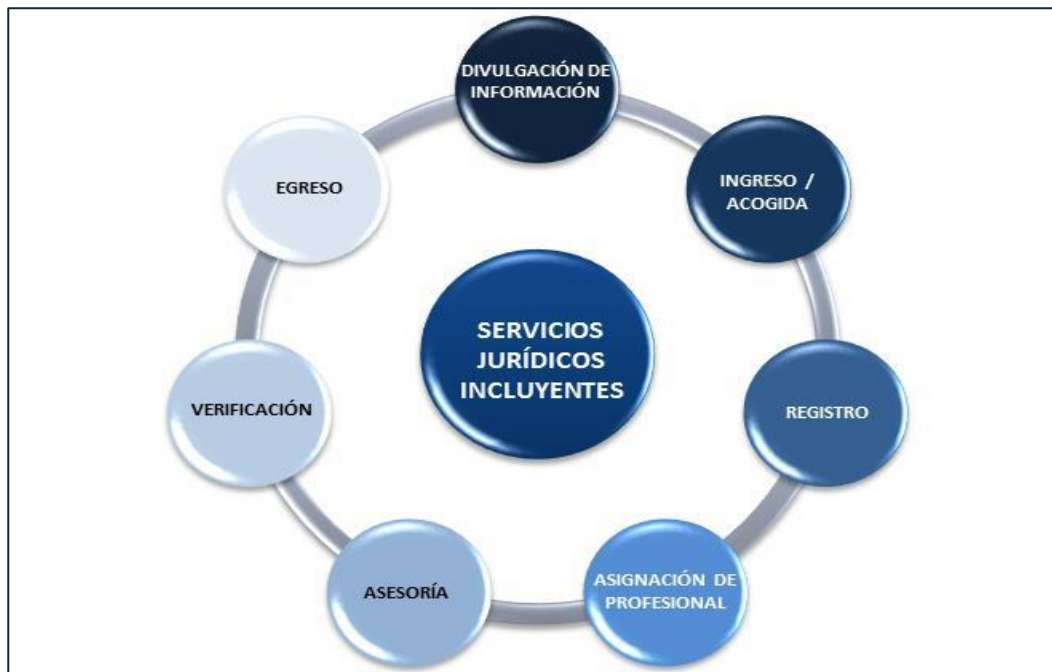 DIVULGACIÓN DE
INFORMACIÓN
INGRESO /
ACOGIDA
REGISTRO
ASIGNACIÓN DE
PROFESIONAL
ASESORÍA
VERIFICACIÓN
EGRESO
SERVICIOS
JURÍDICOS
INCLUYENTES